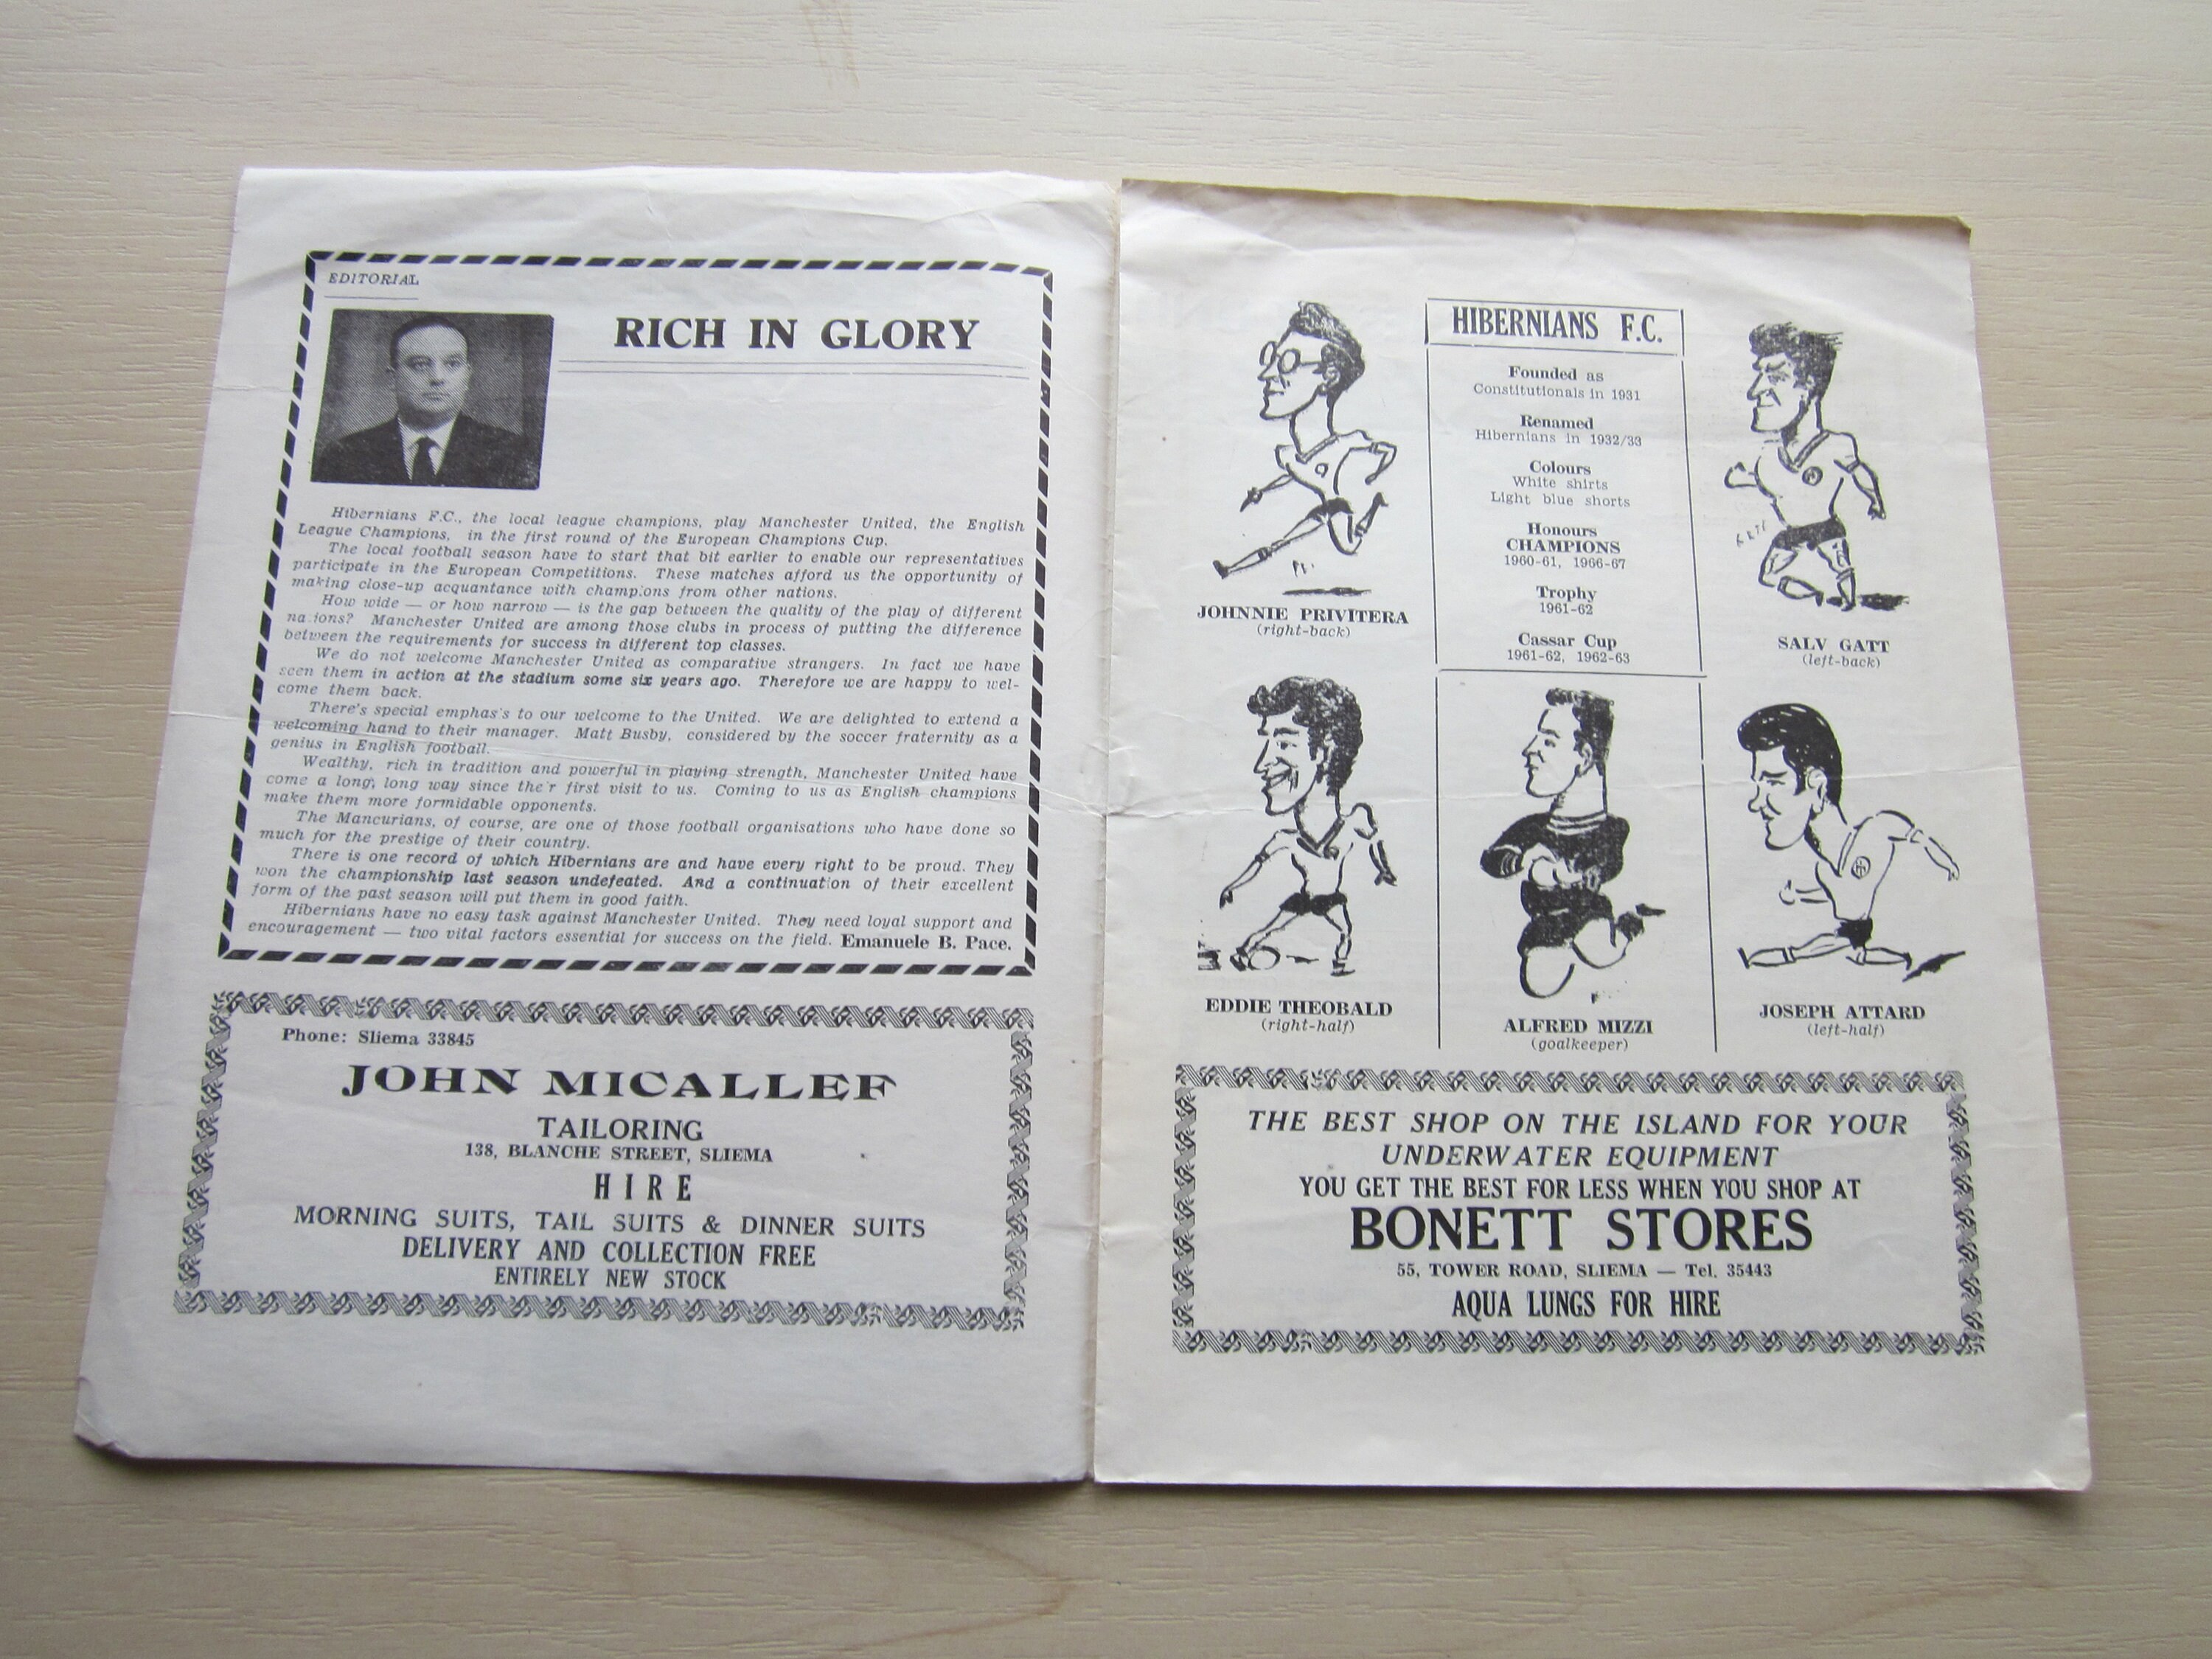 EDITORIAL
RICH IN GLORY
Hibernians F.C., the local league champions, play Manchester United, the English
League Champions, in the first round of the European Champions Cup.
The local football season have to start that bit earlier to enable our representatives
participate in the European Competitions. These matches afford us the opportunity of
making close-up acquantance with champ:ons from other nations.
How wide — or how narrow — is the gap between the quality of the play of different
na.ions? Manchester United are among those clubs in process of putting the difference
between the requirements for success in different top classes.
We do not welcome Manchester United as comparative strangers. In fact we have
seen them in action at the stadium some six years ago. Therefore we are happy to wel-
come them back.
There's special emphas's to our welcome to the United. We are delighted to extend a
welcoming hand to their manager. Matt Busby, considered by the soccer fraternity as a
genius in English football.
Wealthy, rich in tradition and powerful in playing strength, Manchester United have
come a long, long way since the'r first visit to us. Coming to us as English champions
make them more formidable opponents.
The Mancurians, of course, are one of those football organisations who have done so
much for the prestige of their country.
There is one record of which Hibernians are and have every right to be proud. They
won the championship last season undefeated. And a continuation of their excellent
form of the past season will put them in good faith.
Hibernians have no easy task against Manchester United. They need loyal support and
encouragement — two vital factors essential for success on the field. Emanuele B. Pace.
Phone: Sliema 33845
JOHN MICALLEF
TAILORING
138, BLANCHE STREET, SLIEMA
HIRE
MORNING SUITS, TAIL SUITS & DINNER SUITS
DELIVERY AND COLLECTION FREE
ENTIRELY NEW STOCK
HIBERNIANS F.C.
Founded as
Constitutionals in 1931
Renamed
Hibernians in 1932/33
Colours
White shirts
Light blue shorts
Honours
CHAMPIONS
1960-61, 1966-67
Trophy
1961-62
Cassar Cup
1961-62, 1962-63
JOHNNIE PRIVITERA
(right-back)
SALV GATT
(left-back)
EDDIE THEOBALD
(right-half)
ALFRED MIZZI
(goalkeeper)
JOSEPH ATTARD
(left-half)
THE BEST SHOP ON THE ISLAND FOR YOUR
UNDERWATER EQUIPMENT
YOU GET THE BEST FOR LESS WHEN YOU SHOP AT
BONETT STORES
55, TOWER ROAD, SLIEMA — Tel. 35443
AQUA LUNGS FOR HIRE